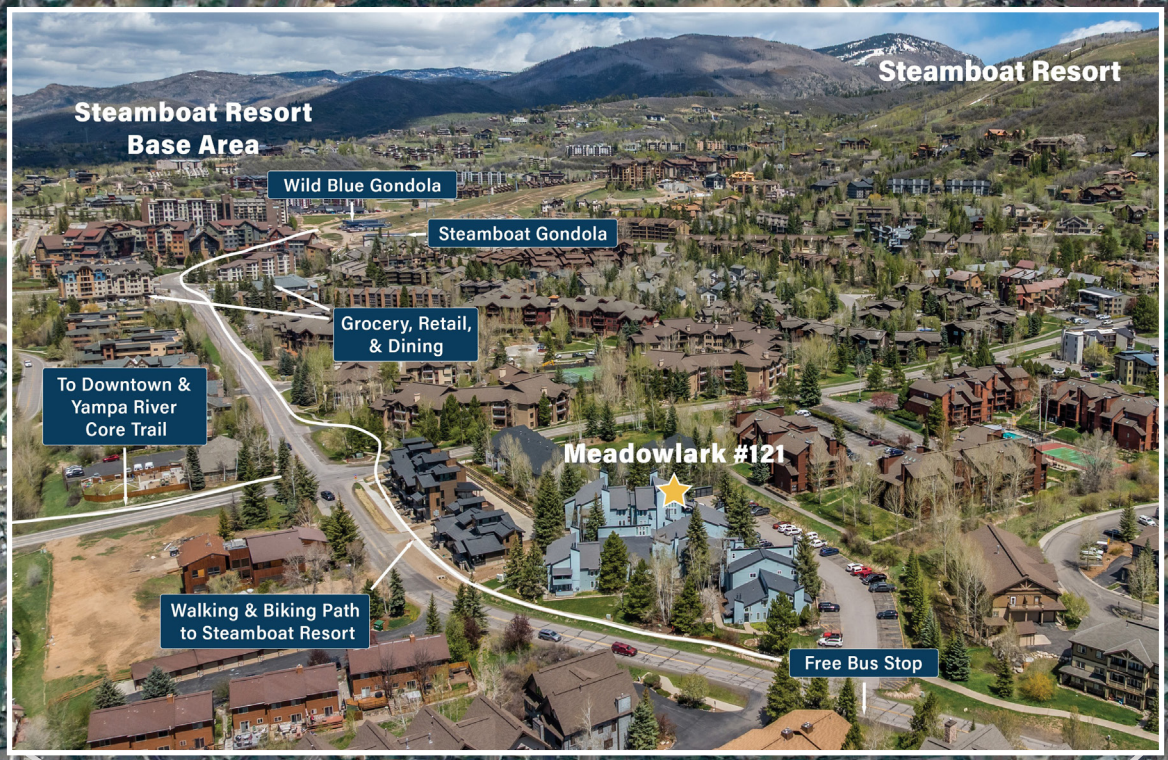 Steamboat Resort
Steamboat Resort
Base Area
Wild Blue Gondola
Steamboat Gondola
Grocery, Retail,
& Dining
To Downtown &
Yampa River
Core Trail
Meadowlark #121
Walking & Biking Path
to Steamboat Resort
Free Bus Stop